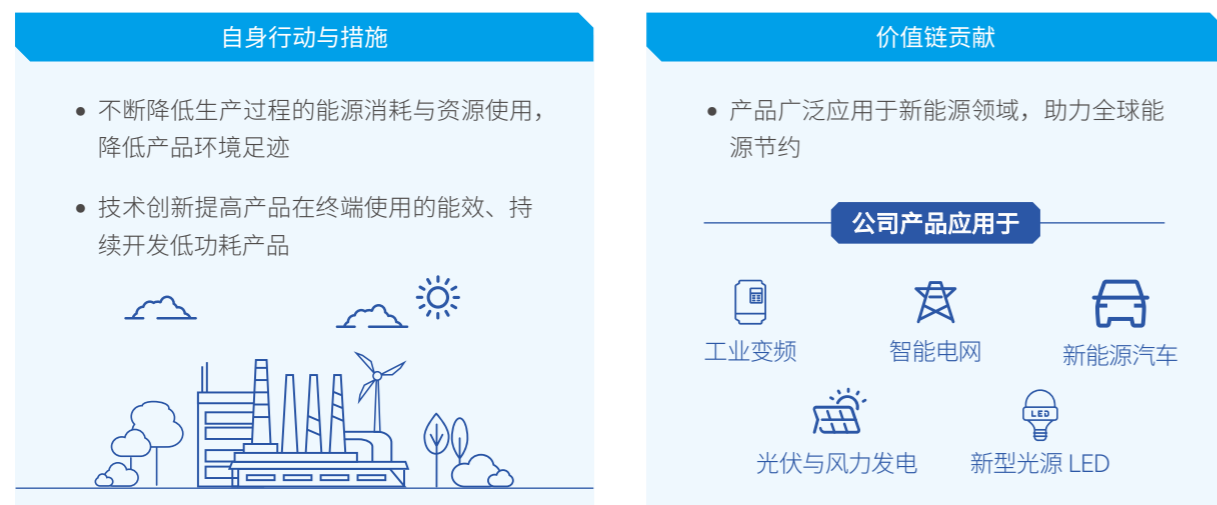 自身行动与措施
不断降低生产过程的能源消耗与资源使用，
降低产品环境足迹
技术创新提高产品在终端使用的能效、持
续开发低功耗产品
价值链贡献
产品广泛应用于新能源领域，助力全球能
源节约
公司产品应用于
工业变频
智能电网
新能源汽车
LED
光伏与风力发电
新型光源 LED